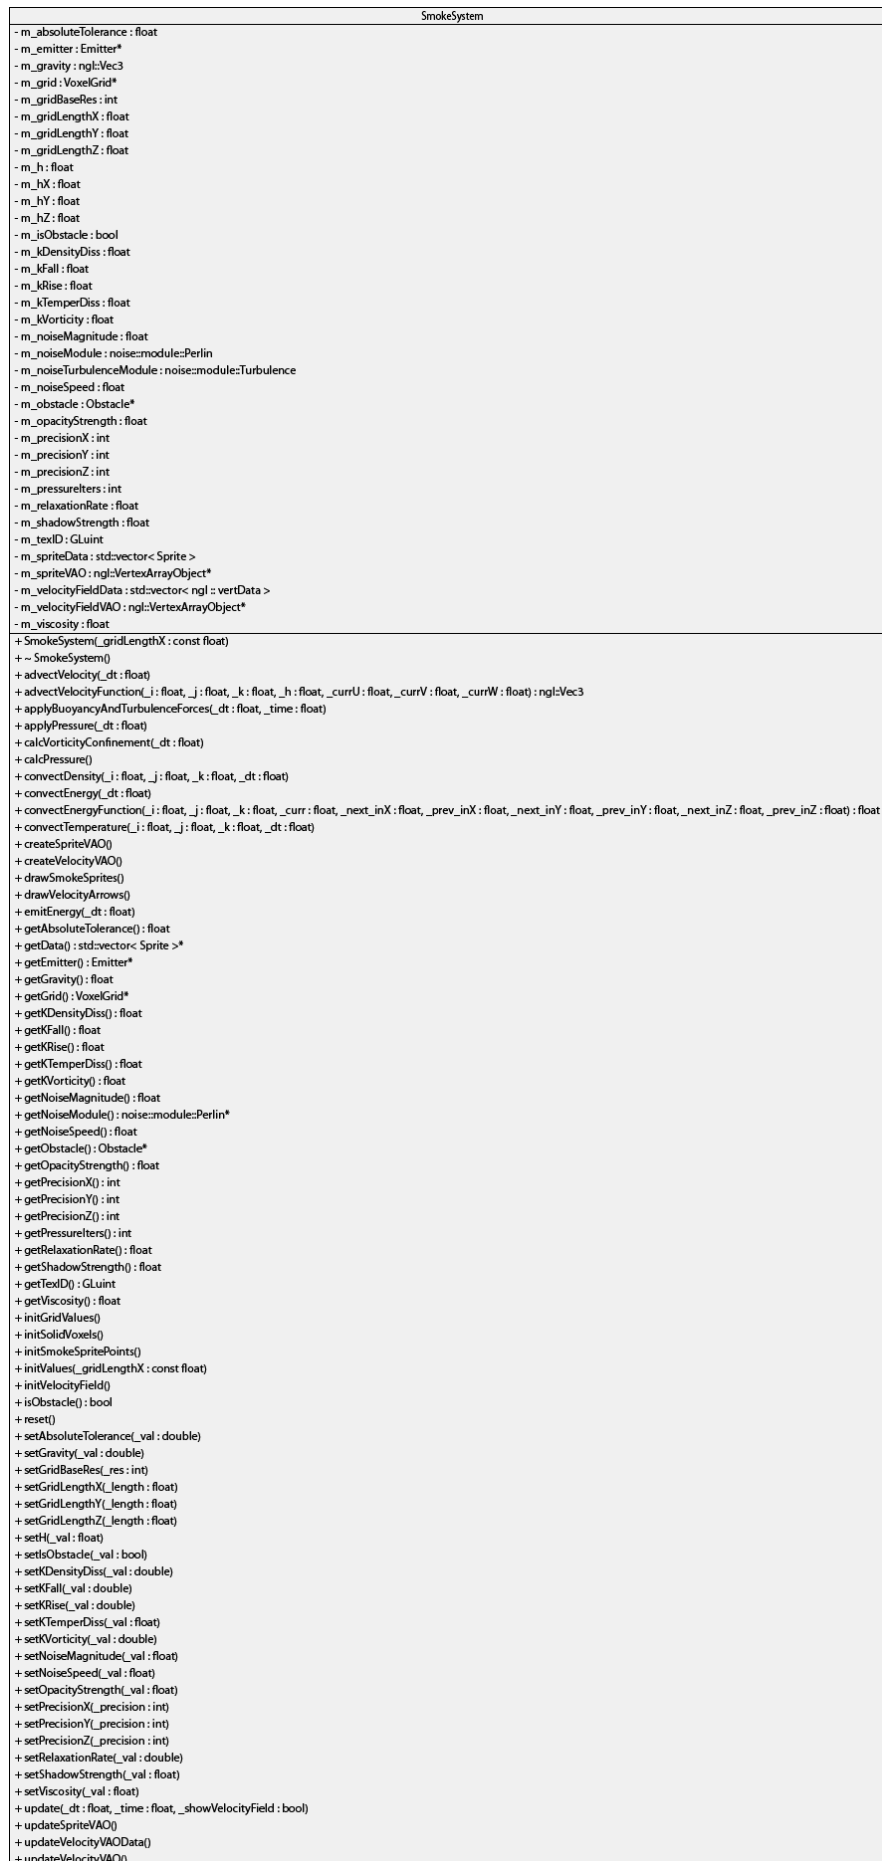 SmokeSystem
- m_absoluteTolerance : float
- m_emitter : Emitter*
- m_gravity : ngl::Vec3
- m_grid : VoxelGrid*
- m_gridBaseRes : int
- m_gridLengthX : float
- m_gridLengthY : float
- m_gridLengthZ : float
- m_h : float
- m_hX : float
- m_hY : float
- m_hZ : float
- m_isObstacle : bool
- m_kDensityDiss : float
- m_kFall : float
- m_kRise : float
- m_kTemperDiss : float
- m_kVorticity : float
- m_noiseMagnitude : float
- m_noiseModule : noise::module::Perlin
- m_noiseTurbulenceModule : noise::module::Turbulence
- m_noiseSpeed : float
- m_obstacle : Obstacle*
- m_opacityStrength : float
- m_precisionX : int
- m_precisionY : int
- m_precisionZ : int
- m_pressureIters : int
- m_relaxationRate : float
- m_shadowStrength : float
- m_texID : GLuint
- m_spriteData : std::vector< Sprite >
- m_spriteVAO : ngl::VertexArrayObject*
- m_velocityFieldData : std::vector< ngl :: vertData >
- m_velocityFieldVAO : ngl::VertexArrayObject*
- m_viscosity : float
+ SmokeSystem(_gridLengthX : const float)
+ ~ SmokeSystem()
+ advectVelocity(_dt : float)
+ advectVelocityFunction(_i : float, _j : float, _k : float, _h : float, _currU : float, _currV : float, _currW : float) : ngl::Vec3
+ applyBuoyancyAndTurbulenceForces(_dt : float, _time : float)
+ applyPressure(_dt : float)
+ calcVorticityConfinement(_dt : float)
+ calcPressure()
+ convectDensity(_i : float, _j : float, _k : float, _dt : float)
+ convectEnergy(_dt : float)
+ convectEnergyFunction(_i : float, _j : float, _k : float, _curr : float, _next_inX : float, _prev_inX : float, _next_inY : float, _prev_inY : float, _next_inZ : float, _prev_inZ : float) : float
+ convectTemperature(_i : float, _j : float, _k : float, _dt : float)
+ createSpriteVAO()
+ createVelocityVAO()
+ drawSmokeSprites()
+ drawVelocityArrows()
+ emitEnergy(_dt : float)
+ getAbsoluteTolerance() : float
+ getData() : std::vector< Sprite >*
+ getEmitter() : Emitter*
+ getGravity() : float
+ getGrid() : VoxelGrid*
+ getKDensityDiss() : float
+ getKFall() : float
+ getKRise() : float
+ getKTemperDiss() : float
+ getKVorticity() : float
+ getNoiseMagnitude() : float
+ getNoiseModule() : noise::module::Perlin*
+ getNoiseSpeed() : float
+ getObstacle() : Obstacle*
+ getOpacityStrength() : float
+ getPrecisionX() : int
+ getPrecisionY() : int
+ getPrecisionZ() : int
+ getPressureIters() : int
+ getRelaxationRate() : float
+ getShadowStrength() : float
+ getTexID() : GLuint
+ getViscosity() : float
+ initGridValues()
+ initSolidVoxels()
+ initSmokeSpritePoints()
+ initValues(_gridLengthX : const float)
+ initVelocityField()
+ isObstacle() : bool
+ reset()
+ setAbsoluteTolerance(_val : double)
+ setGravity(_val : double)
+ setGridBaseRes(_res : int)
+ setGridLengthX(_length : float)
+ setGridLengthY(_length : float)
+ setGridLengthZ(_length : float)
+ setH(_val : float)
+ setIsObstacle(_val : bool)
+ setKDensityDiss(_val : double)
+ setKFall(_val : double)
+ setKRise(_val : double)
+ setKTemperDiss(_val : float)
+ setKVorticity(_val : double)
+ setNoiseMagnitude(_val : float)
+ setNoiseSpeed(_val : float)
+ setOpacityStrength(_val : float)
+ setPrecisionX(_precision : int)
+ setPrecisionY(_precision : int)
+ setPrecisionZ(_precision : int)
+ setRelaxationRate(_val : double)
+ setShadowStrength(_val : float)
+ setViscosity(_val : float)
+ update(_dt : float, _time : float, _showVelocityField : bool)
+ updateSpriteVAO()
+ updateVelocityVAOData()
+ updateVelocityVAO()